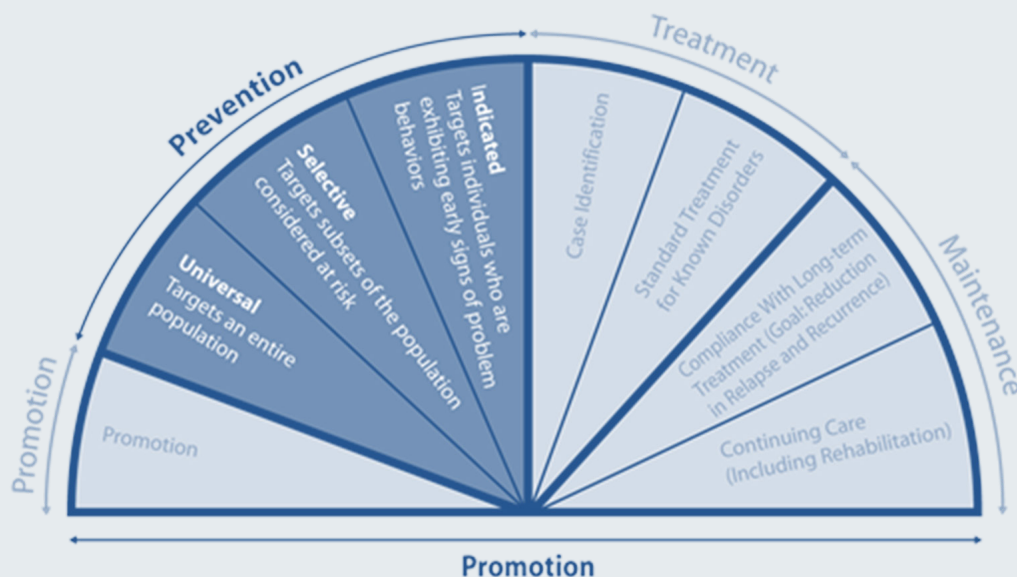 Promotion
Prevention
Treatment
Maintenance
Promotion
Universal
Targets an entire
population
Selective
Targets subsets of the population
considered at risk
Indicated
Targets individuals who are
exhibiting early signs of problem
behaviors
Case Identification
Standard Treatment
for Known Disorders
Compliance With Long-term
Treatment (Goal: Reduction
in Relapse and Recurrence)
Continuing Care
(Including Rehabilitation)
Promotion